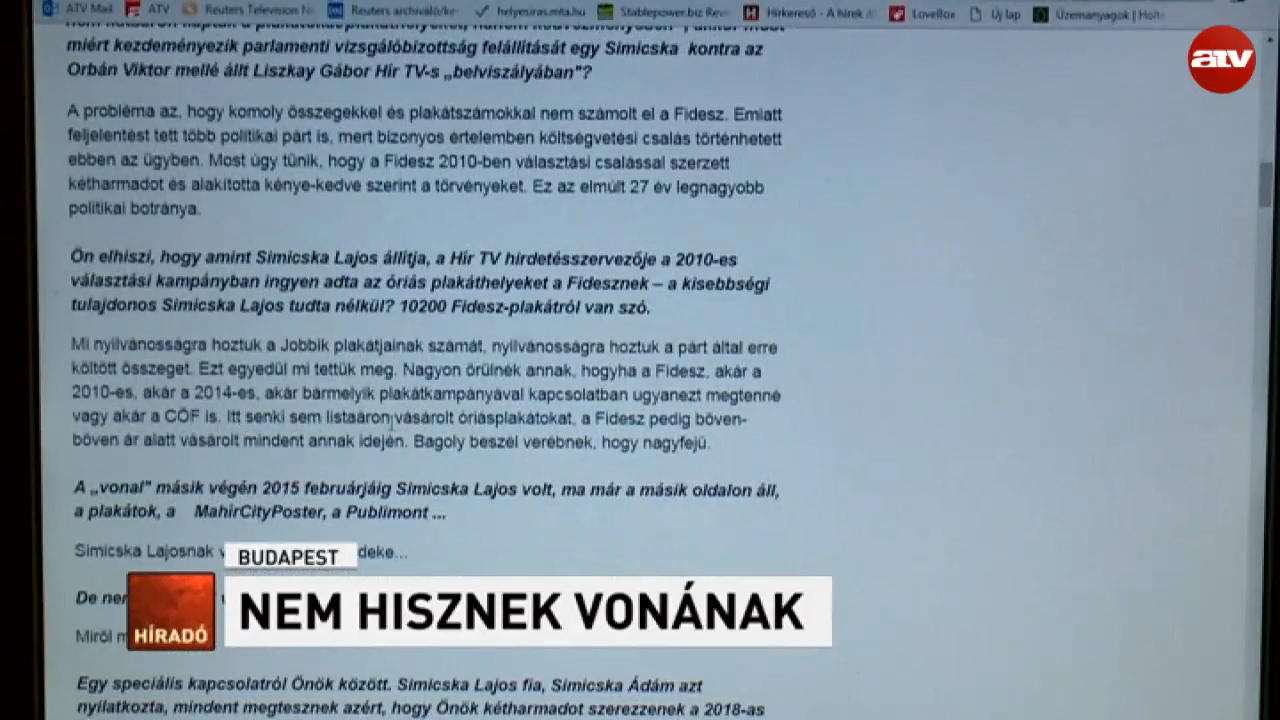 ATV Mail ATV Reuters Television Reuters archiváló/ke helyesiras.mta.hu Stablepower.biz Hírkereső - A hírek LoveBox Új lap Üzemanyagok | Holt
atv
miért kezdeményezik parlamenti vizsgálóbizottság felállítását egy Simicska kontra az
Orbán Viktor mellé állt Liszkay Gábor Hír TV-s „belviszályában"?
A probléma az, hogy komoly összegekkel és plakátszámokkal nem számolt el a Fidesz. Emiatt
feljelentést tett több politikai párt is, mert bizonyos értelemben költségvetési csalás történhetett
ebben az ügyben. Most úgy tűnik, hogy a Fidesz 2010-ben választási csalással szerzett
kétharmadot és alakította kénye-kedve szerint a törvényeket. Ez az elmúlt 27 év legnagyobb
politikai botránya.
Ön elhiszi, hogy amint Simicska Lajos állítja, a Hír TV hirdetésszervezője a 2010-es
választási kampányban ingyen adta az óriás plakáthelyeket a Fidesznek – a kisebbségi
tulajdonos Simicska Lajos tudta nélkül? 10200 Fidesz-plakátról van szó.
Mi nyilvánosságra hoztuk a Jobbik plakátjainak számát, nyilvánosságra hoztuk a párt által erre
költött összeget. Ezt egyedül mi tettük meg. Nagyon örülnék annak, hogyha a Fidesz, akár a
2010-es, akár a 2014-es, akár bármelyik plakátkampányával kapcsolatban ugyanezt megtenné
vagy akár a CÖF is. Itt senki sem listaáron vásárolt óriásplakátokat, a Fidesz pedig bőven-
bőven ár alatt vásárolt mindent annak idején. Bagoly beszél verébnek, hogy nagyfejű.
A „vonal" másik végén 2015 februárjáig Simicska Lajos volt, ma már a másik oldalon áll,
a plakátok, a MahirCityPoster, a Publimont ...
Simicska Lajosnak v deke...
BUDAPEST
De ner
NEM HISZNEK VONÁNAK
HÍRADÓ
Miről m
Egy speciális kapcsolatról Önök között. Simicska Lajos fia, Simicska Ádám azt
nyilatkozta, mindent megtesznek azért, hogy Önök kétharmadot szerezzenek a 2018-as